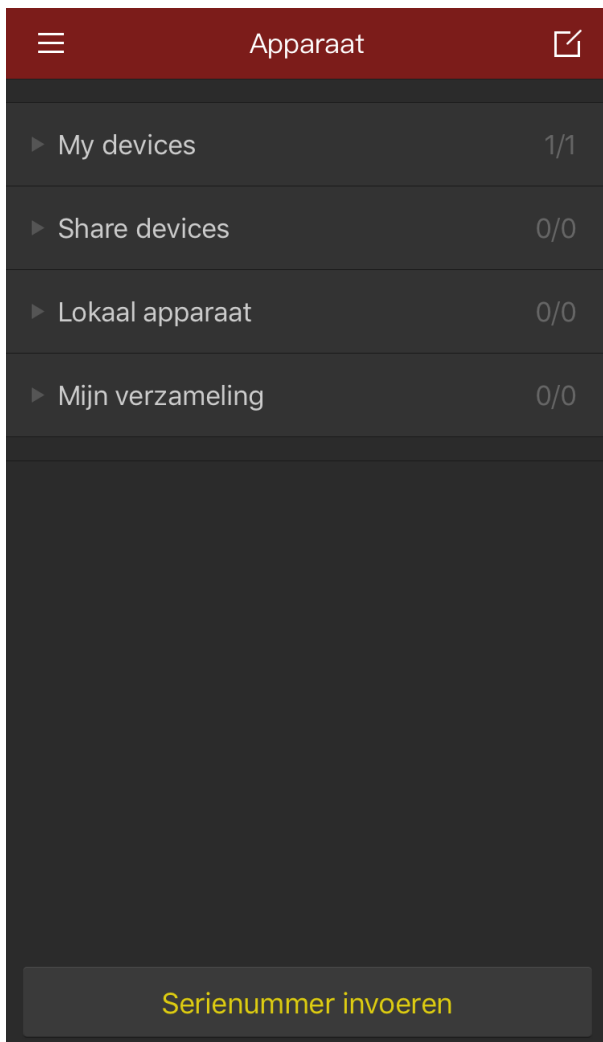 Apparaat
My devices 1/1
Share devices 0/0
Lokaal apparaat 0/0
Mijn verzameling 0/0
Serienummer invoeren